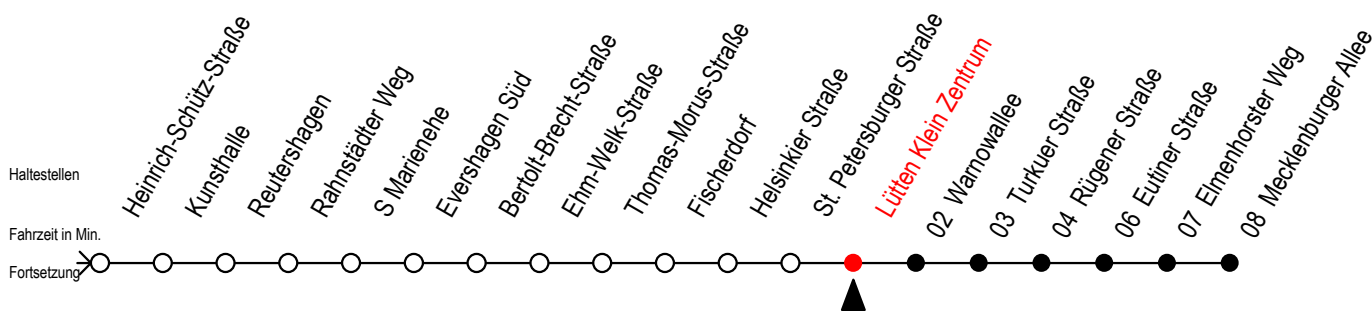 Haltestellen
Fahrzeit in Min.
Fortsetzung
Heinrich-Schütz-Straße
Kunsthalle
Reutershagen
Rahnstädter Weg
S Marienehe
Evershagen Süd
Bertolt-Brecht-Straße
Ehm-Welk-Straße
Thomas-Morus-Straße
Fischerdorf
Helsinkier Straße
St. Petersburger Straße
Lütten Klein Zentrum
02 Warnowallee
03 Turkuer Straße
04 Rügener Straße
06 Eutiner Straße
07 Elmenhorster Weg
08 Mecklenburger Allee